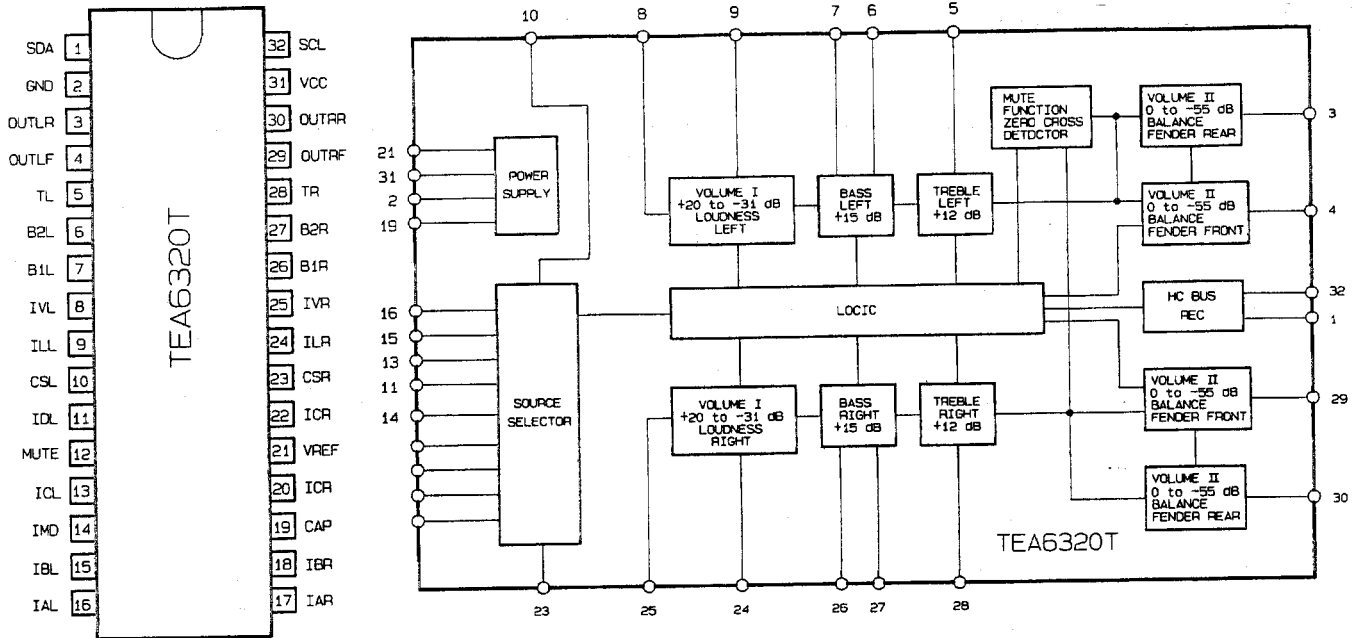 SDA 1
GND 2
OUTLR 3
OUTLF 4
TL 5
B2L 6
B1L 7
IVL 8
ILL 9
CSL 10
IDL 11
MUTE 12
ICL 13
IMD 14
IBL 15
IAL 16
TEA6320T
32 SCL
31 VCC
30 OUTRR
29 OUTRF
28 TR
27 B2R
26 B1R
25 IVR
24 ILR
23 CSR
22 ICR
21 VREF
20 ICR
19 CAP
18 IBR
17 IAR
10 8 9 7 6 5
21
31
2
19
POWER
SUPPLY
16
15
13
11
14
SOURCE
SELECTOR
VOLUME I
+20 to -31 dB
LOUDNESS
LEFT
BASS
LEFT
+15 dB
TREBLE
LEFT
+12 dB
MUTE
FUNCTION
ZERO CROSS
DETDCTOR
VOLUME II
0 to -55 dB
BALANCE
FENDER REAR
3
VOLUME II
0 to -55 dB
BALANCE
FENDER FRONT
4
LOCIC
HC BUS
REC
32
1
VOLUME I
+20 to -31 dB
LOUDNESS
RIGHT
BASS
RIGHT
+15 dB
TREBLE
RIGHT
+12 dB
VOLUME II
0 to -55 dB
BALANCE
FENDER FRONT
29
VOLUME II
0 to -55 dB
BALANCE
FENDER REAR
30
TEA6320T
23 25 24 26 27 28